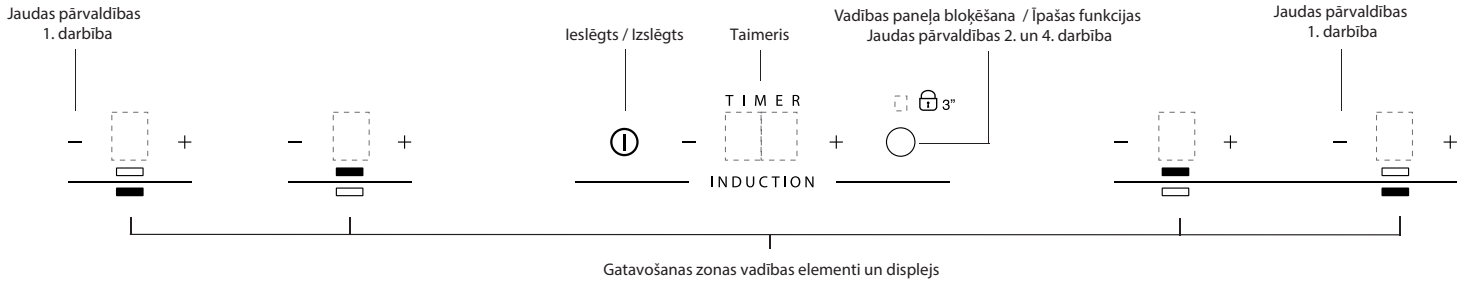 Jaudas pārvaldības
1. darbība
Ieslēgts / Izslēgts
Taimeris
Vadības paneļa bloķēšana / Īpašas funkcijas
Jaudas pārvaldības 2. un 4. darbība
Jaudas pārvaldības
1. darbība
TIMER
3”
− +
− +
− +
− +
− +
INDUCTION
Gatavošanas zonas vadības elementi un displejs